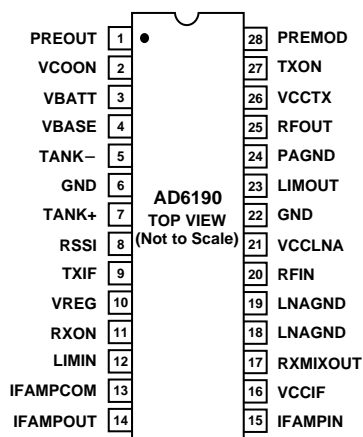 PREOUT 1 28 PREMOD
VCOON 2 27 TXON
VBATT 3 26 VCCTX
VBASE 4 25 RFOUT
TANK– 5 24 PAGND
GND 6 23 LIMOUT
AD6190
TANK+ 7 22 GND
TOP VIEW
(Not to Scale)
RSSI 8 21 VCCLNA
TXIF 9 20 RFIN
VREG 10 19 LNAGND
RXON 11 18 LNAGND
LIMIN 12 17 RXMIXOUT
IFAMPCOM 13 16 VCCIF
IFAMPOUT 14 15 IFAMPIN